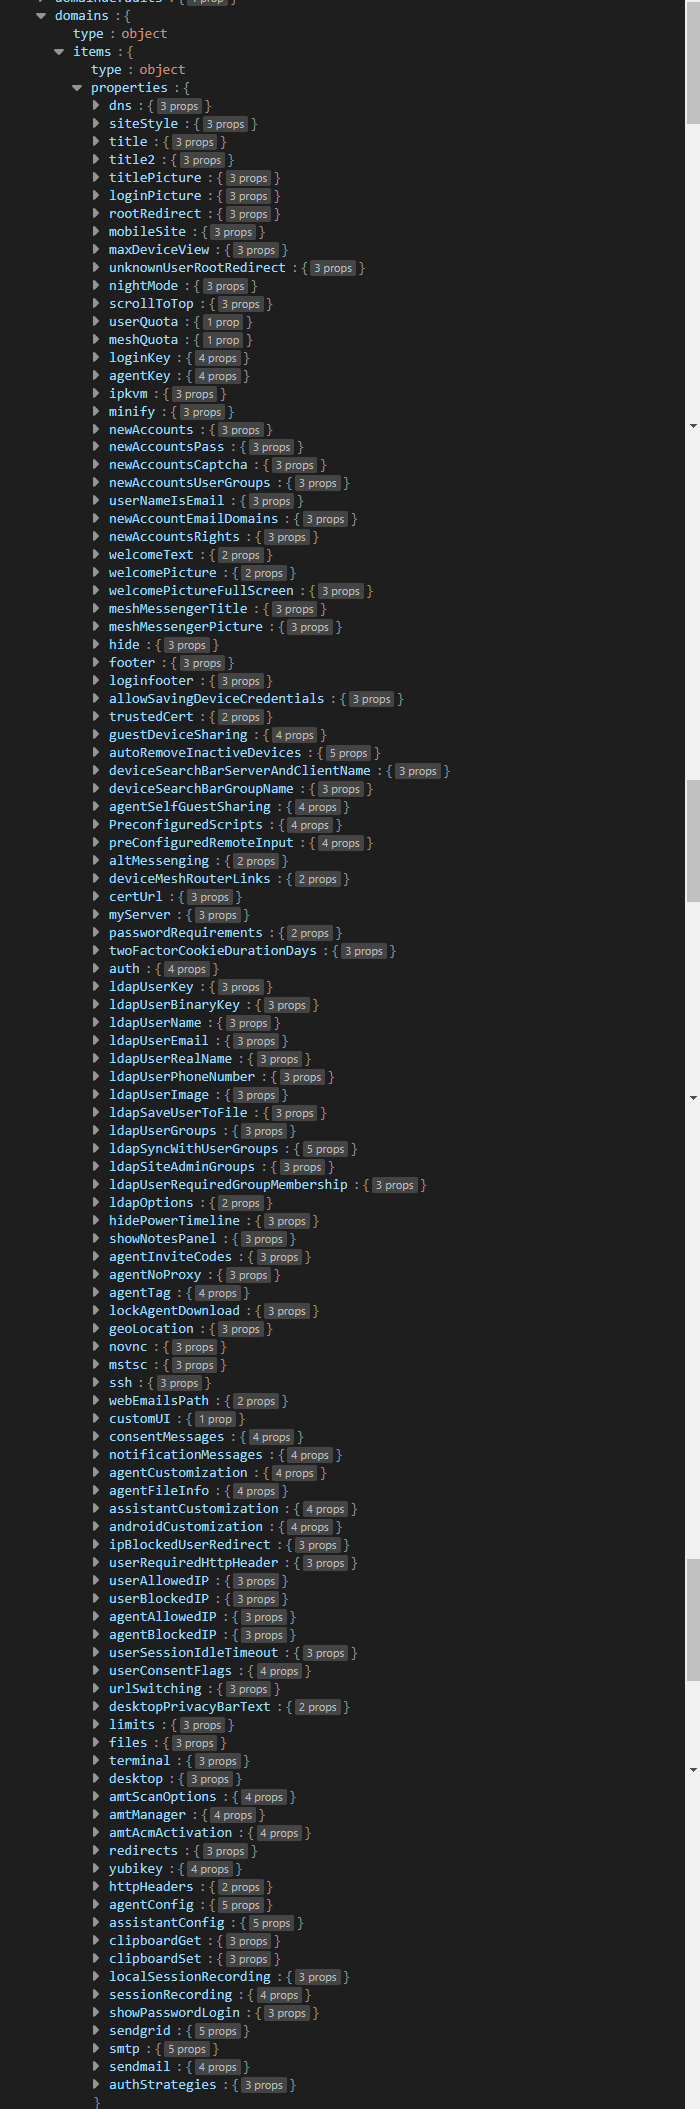 domainDefaults : { 1 prop }
domains : {
type : object
items : {
type : object
properties : {
dns : { 3 props }
siteStyle : { 3 props }
title : { 3 props }
title2 : { 3 props }
titlePicture : { 3 props }
loginPicture : { 3 props }
rootRedirect : { 3 props }
mobileSite : { 3 props }
maxDeviceView : { 3 props }
unknownUserRootRedirect : { 3 props }
nightMode : { 3 props }
scrollToTop : { 3 props }
userQuota : { 1 prop }
meshQuota : { 1 prop }
loginKey : { 4 props }
agentKey : { 4 props }
ipkvm : { 3 props }
minify : { 3 props }
newAccounts : { 3 props }
newAccountsPass : { 3 props }
newAccountsCaptcha : { 3 props }
newAccountsUserGroups : { 3 props }
userNameIsEmail : { 3 props }
newAccountEmailDomains : { 3 props }
newAccountsRights : { 3 props }
welcomeText : { 2 props }
welcomePicture : { 2 props }
welcomePictureFullScreen : { 3 props }
meshMessengerTitle : { 3 props }
meshMessengerPicture : { 3 props }
hide : { 3 props }
footer : { 3 props }
loginfooter : { 3 props }
allowSavingDeviceCredentials : { 3 props }
trustedCert : { 2 props }
guestDeviceSharing : { 4 props }
autoRemoveInactiveDevices : { 5 props }
deviceSearchBarServerAndClientName : { 3 props }
deviceSearchBarGroupName : { 3 props }
agentSelfGuestSharing : { 4 props }
PreconfiguredScripts : { 4 props }
preConfiguredRemoteInput : { 4 props }
altMessenging : { 2 props }
deviceMeshRouterLinks : { 2 props }
certUrl : { 3 props }
myServer : { 3 props }
passwordRequirements : { 2 props }
twoFactorCookieDurationDays : { 3 props }
auth : { 4 props }
ldapUserKey : { 3 props }
ldapUserBinaryKey : { 3 props }
ldapUserName : { 3 props }
ldapUserEmail : { 3 props }
ldapUserRealName : { 3 props }
ldapUserPhoneNumber : { 3 props }
ldapUserImage : { 3 props }
ldapSaveUserToFile : { 3 props }
ldapUserGroups : { 3 props }
ldapSyncWithUserGroups : { 5 props }
ldapSiteAdminGroups : { 3 props }
ldapUserRequiredGroupMembership : { 3 props }
ldapOptions : { 2 props }
hidePowerTimeline : { 3 props }
showNotesPanel : { 3 props }
agentInviteCodes : { 3 props }
agentNoProxy : { 3 props }
agentTag : { 4 props }
lockAgentDownload : { 3 props }
geoLocation : { 3 props }
novnc : { 3 props }
mstsc : { 3 props }
ssh : { 3 props }
webEmailsPath : { 2 props }
customUI : { 1 prop }
consentMessages : { 4 props }
notificationMessages : { 4 props }
agentCustomization : { 4 props }
agentFileInfo : { 4 props }
assistantCustomization : { 4 props }
androidCustomization : { 4 props }
ipBlockedUserRedirect : { 3 props }
userRequiredHttpHeader : { 3 props }
userAllowedIP : { 3 props }
userBlockedIP : { 3 props }
agentAllowedIP : { 3 props }
agentBlockedIP : { 3 props }
userSessionIdleTimeout : { 3 props }
userConsentFlags : { 4 props }
urlSwitching : { 3 props }
desktopPrivacyBarText : { 2 props }
limits : { 3 props }
files : { 3 props }
terminal : { 3 props }
desktop : { 3 props }
amtScanOptions : { 4 props }
amtManager : { 4 props }
amtAcmActivation : { 4 props }
redirects : { 3 props }
yubikey : { 4 props }
httpHeaders : { 2 props }
agentConfig : { 5 props }
assistantConfig : { 5 props }
clipboardGet : { 3 props }
clipboardSet : { 3 props }
localSessionRecording : { 3 props }
sessionRecording : { 4 props }
showPasswordLogin : { 3 props }
sendgrid : { 5 props }
smtp : { 5 props }
sendmail : { 4 props }
authStrategies : { 3 props }
}